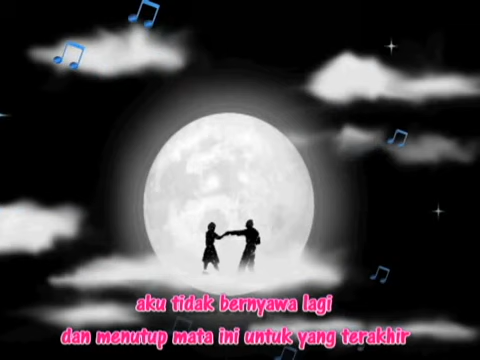 aku tidak bernyawa lagi
dan menutup mata ini untuk yang terakhir